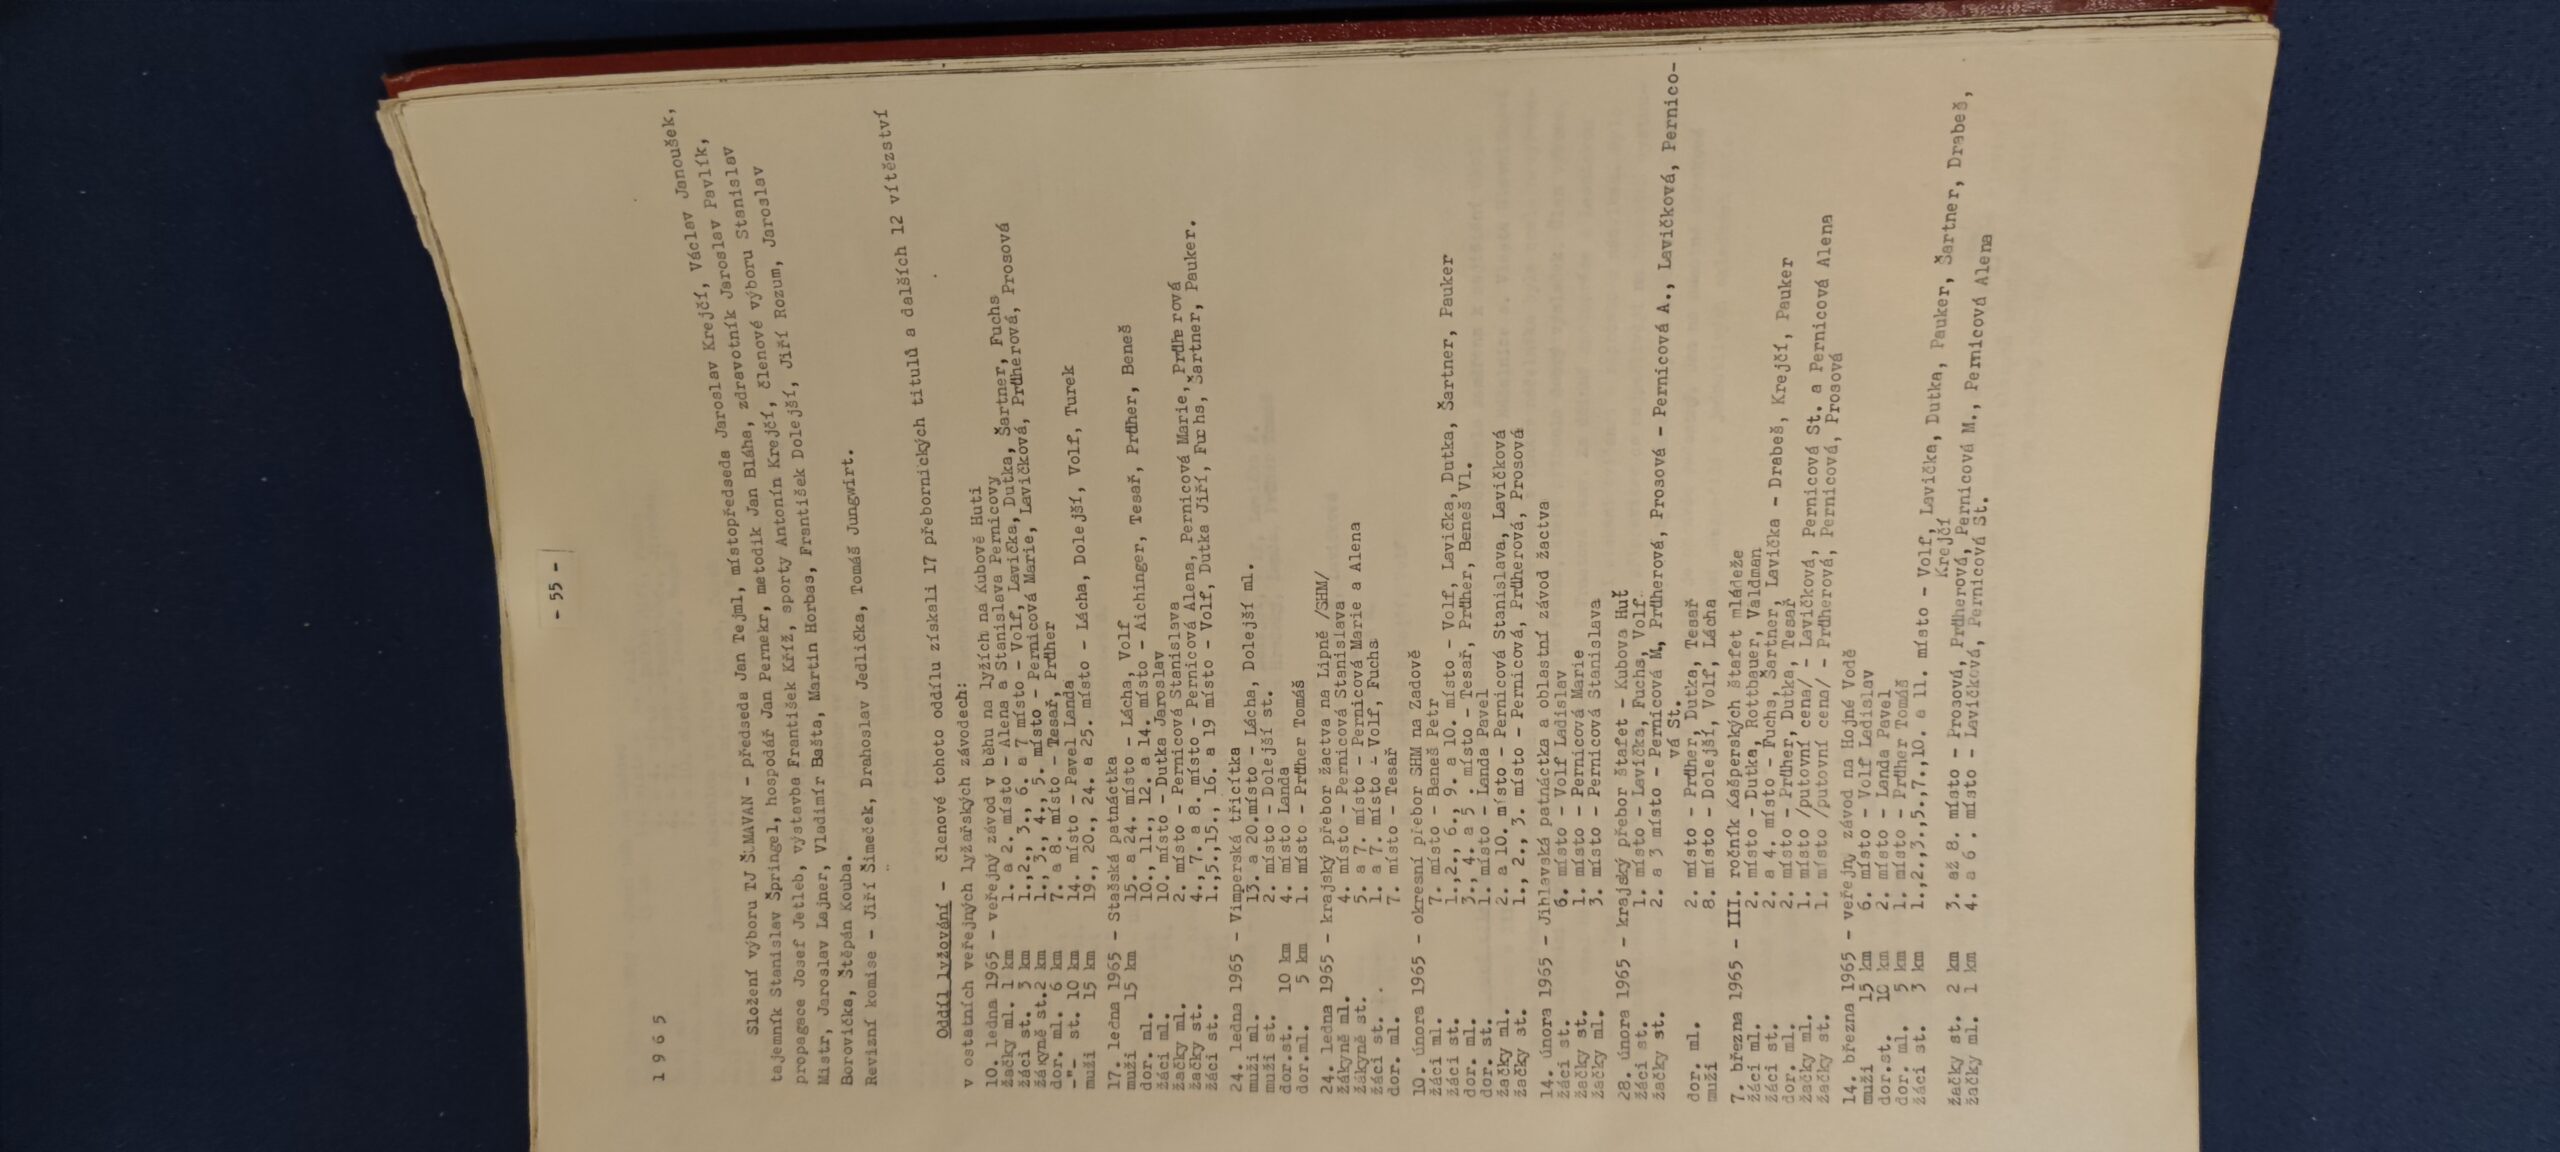 - 55 -
1 9 6 5
Složení výboru TJ ŠUMAVAN - předseda Jan Tejml, místopředseda Jaroslav Krejčí, Václav Janoušek,
tajemník Stanislav Špringel, hospodář Jan Pernekr, metodik Jan Bláha, zdravotník Jaroslav Pavlík,
propagace Josef Jetleb, výstavba František Kříž, sporty Antonín Krejčí, členové výboru Stanislav
Mistr, Jaroslav Lajner, Vladimír Bašta, Martin Horbas, František Dolejší, Jiří Rozum, Jaroslav
Borovička, Štěpán Kouba.
Revizní komise - Jiří Šimeček, Drahoslav Jedlička, Tomáš Jungwirt.
Oddíl lyžování - členové tohoto oddílu získali 17 přebornických titulů a dalších 12 vítězství
v ostatních veřejných lyžařských závodech:
10. ledna 1965 - veřejný závod v běhu na lyžích na Kubově Huti
žačky ml. 1 km 1. a 2. místo - Alena a Stanislava Pernicovy
žáci st. 3 km 1.,2., 3., 6. a 7 místo - Volf, Lavička, Dutka, Šartner, Fuchs
žákyně st.2 km 1., 3., 4., 5. místo - Pernicová Marie, Lavičková, Průherová, Prosová
dor. ml. 6 km 7. a 8. místo - Tesař, Průher
-"- st. 10 km 14. místo - Pavel Landa
muži 15 km 19., 20., 24. a 25. místo - Lácha, Dolejší, Volf, Turek
17. ledna 1965 - Stašská patnáctka
muži 15 km 15. a 24. místo - Lácha, Volf
dor. ml. 10., 11., 12. a 14. místo - Aichinger, Tesař, Průher, Beneš
žáci ml. 10. místo - Dutka Jaroslav
žačky ml. 2. místo - Pernicová Stanislava
žačky st. 4., 7. a 8. místo - Pernicová Alena, Pernicová Marie, Průherová
žáci st. 1.,5.,15., 16. a 19 místo - Volf, Dutka Jiří, Fuchs, Šartner, Pauker.
24. ledna 1965 - Vimperská třicítka
muži ml. 13. a 20.místo - Lácha, Dolejší ml.
muži st. 2. místo - Dolejší st.
dor.st. 10 km 4. místo Landa
dor.ml. 5 km 1. místo - Průher Tomáš
24. ledna 1965 - krajský přebor žactva na Lipně /SHM/
žákyně ml. 4. místo - Pernicová Stanislava
žákyně st. 5. a 7. místo - Pernicová Marie a Alena
žáci st. 1. a 7. místo - Volf, Fuchs
dor. ml. 7. místo - Tesař
10. února 1965 - okresní přebor SHM na Zadově
žáci ml. 7. místo - Beneš Petr
žáci st. 1.,2., 6., 9. a 10. místo - Volf, Lavička, Dutka, Šartner, Pauker
dor. ml. 3., 4. a 5 . místo - Tesař, Průher, Beneš Vl.
dor. st. 1. místo - Landa Pavel
žačky ml. 2. a 10. místo - Pernicová Stanislava, Lavičková
žačky st. 1., 2., 3. místo - Pernicová, Průherová, Prosová
14. února 1965 - Jihlavská patnáctka a oblastní závod žactva
žáci st. 6. místo - Volf Ladislav
žačky st. 1. místo - Pernicová Marie
žačky ml. 3. místo - Pernicová Stanislava
28. února 1965 - krajský přebor štafet - Kubova Huť
žáci st. 1. místo - Lavička, Fuchs, Volf
žačky st. 2. a 3 místo - Pernicová M, Průherová, Prosová - Pernicová A., Lavičková, Pernico-
vá St.
dor. ml. 2. místo - Průher, Dutka, Tesař
muži 8. místo - Dolejší, Volf, Lácha
7. března 1965 - III. ročník Kašperských štafet mládeže
žáci ml. 2. místo - Dutka, Rottbauer, Valdman
žáci st. 2. a 4. místo - Fuchs, Šartner, Lavička - Drabeš, Krejčí, Pauker
dor. ml. 2. místo - Průher, Dutka, Tesař
žačky ml. 1. místo /putovní cena/ - Lavičková, Pernicová St. a Pernicová Alena
žačky st. 1. místo /putovní cena/ - Průherová, Pernicová, Prosová
14. března 1965 - veřejný závod na Hojné Vodě
muži 15 km 6. místo - Volf Ladislav
dor.st. 10 km 2. místo - Landa Pavel
dor. ml. 5 km 1. místo - Průher Tomáš
žáci st. 3 km 1.,2.,3.,5.,7.,10. a 11. místo - Volf, Lavička, Dutka, Pauker, Šartner, Drabeš,
Krejčí
žačky st. 2 km 3. až 8. místo - Prosová, Průherová, Pernicová M., Pernicová Alena
žačky ml. 1 km 4. a 6 . místo - Lavičková, Pernicová St.